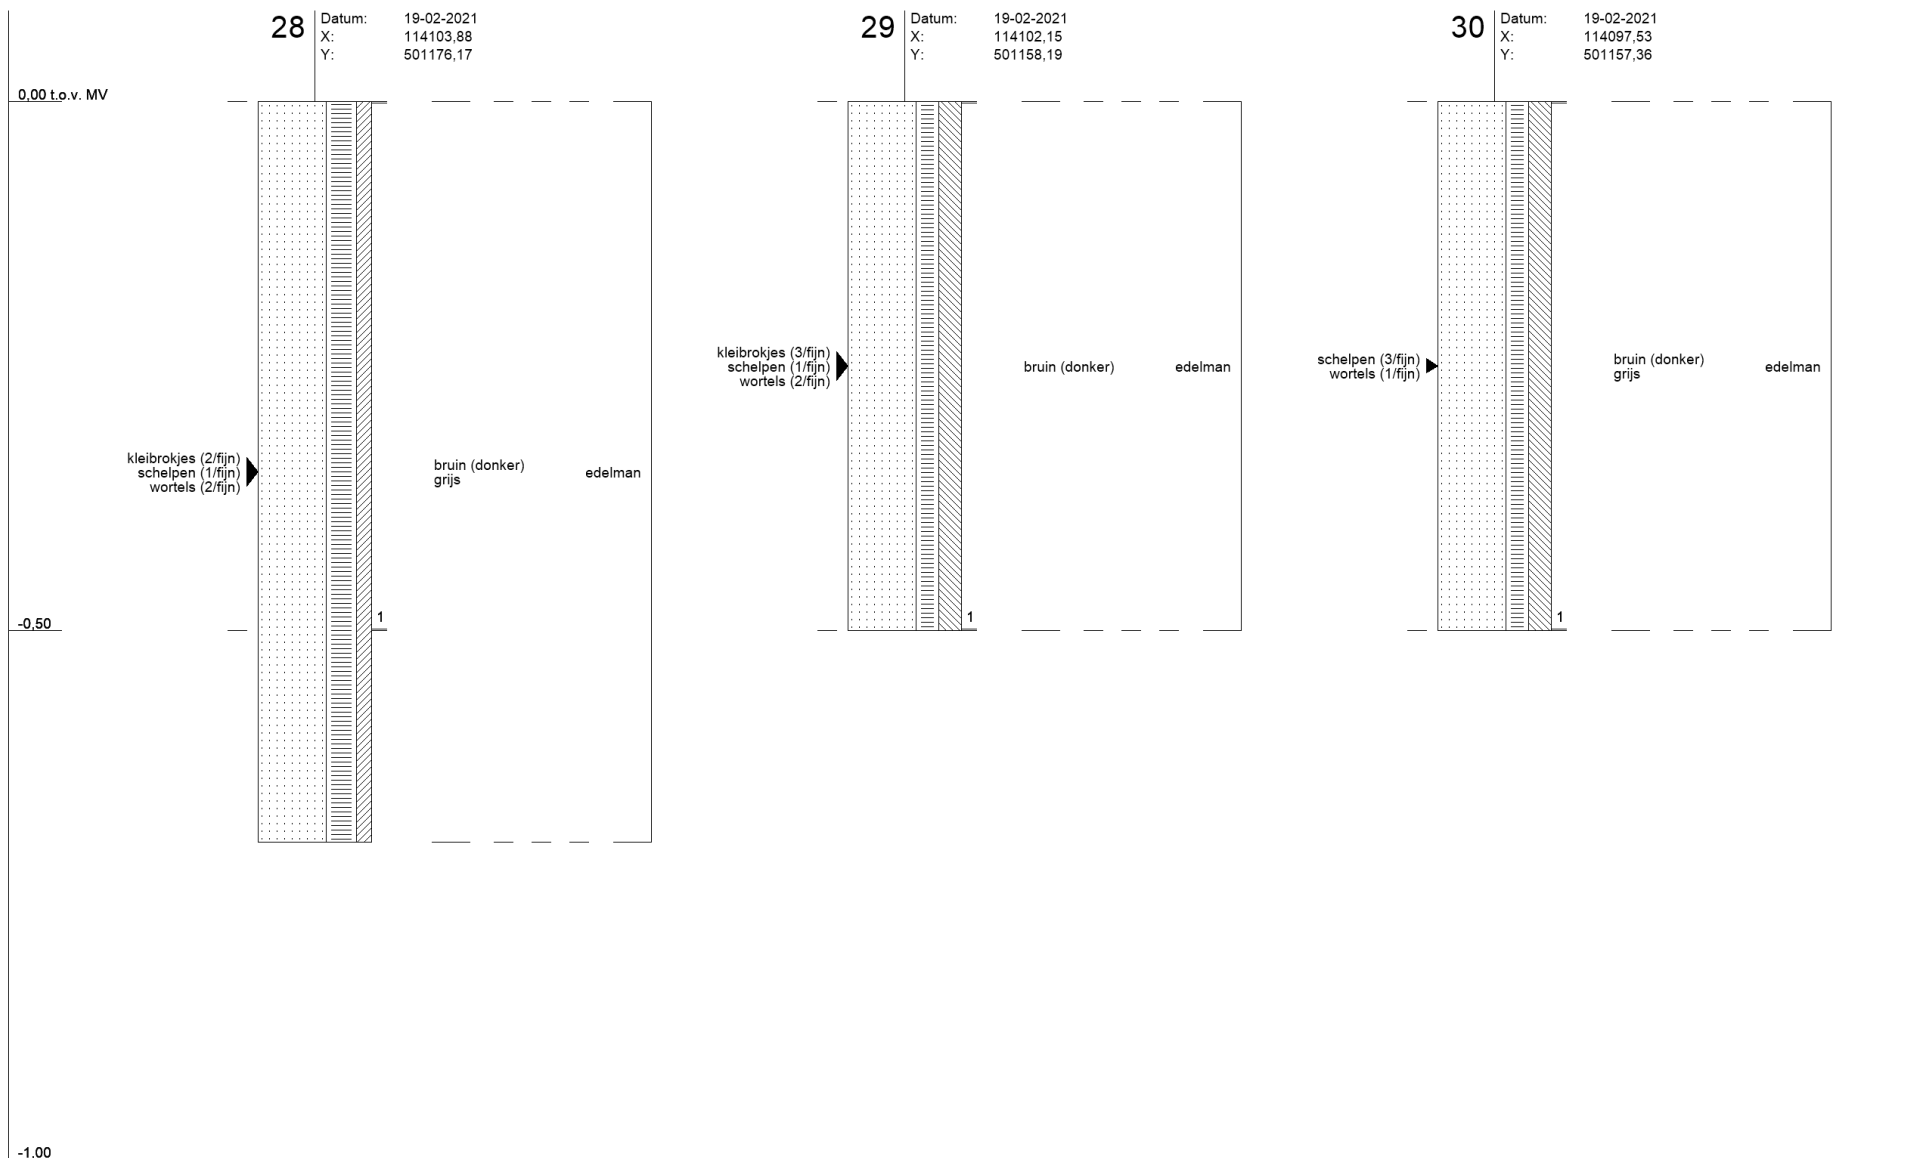 28
Datum: 19-02-2021
X: 114103,88
Y: 501176,17
29
Datum: 19-02-2021
X: 114102,15
Y: 501158,19
30
Datum: 19-02-2021
X: 114097,53
Y: 501157,36
0,00 t.o.v. MV
-0,50
-1,00
kleibrokjes (2/fijn)
schelpen (1/fijn)
wortels (2/fijn)
bruin (donker)
grijs
edelman
1
kleibrokjes (3/fijn)
schelpen (1/fijn)
wortels (2/fijn)
bruin (donker)
edelman
1
schelpen (3/fijn)
wortels (1/fijn)
bruin (donker)
grijs
edelman
1